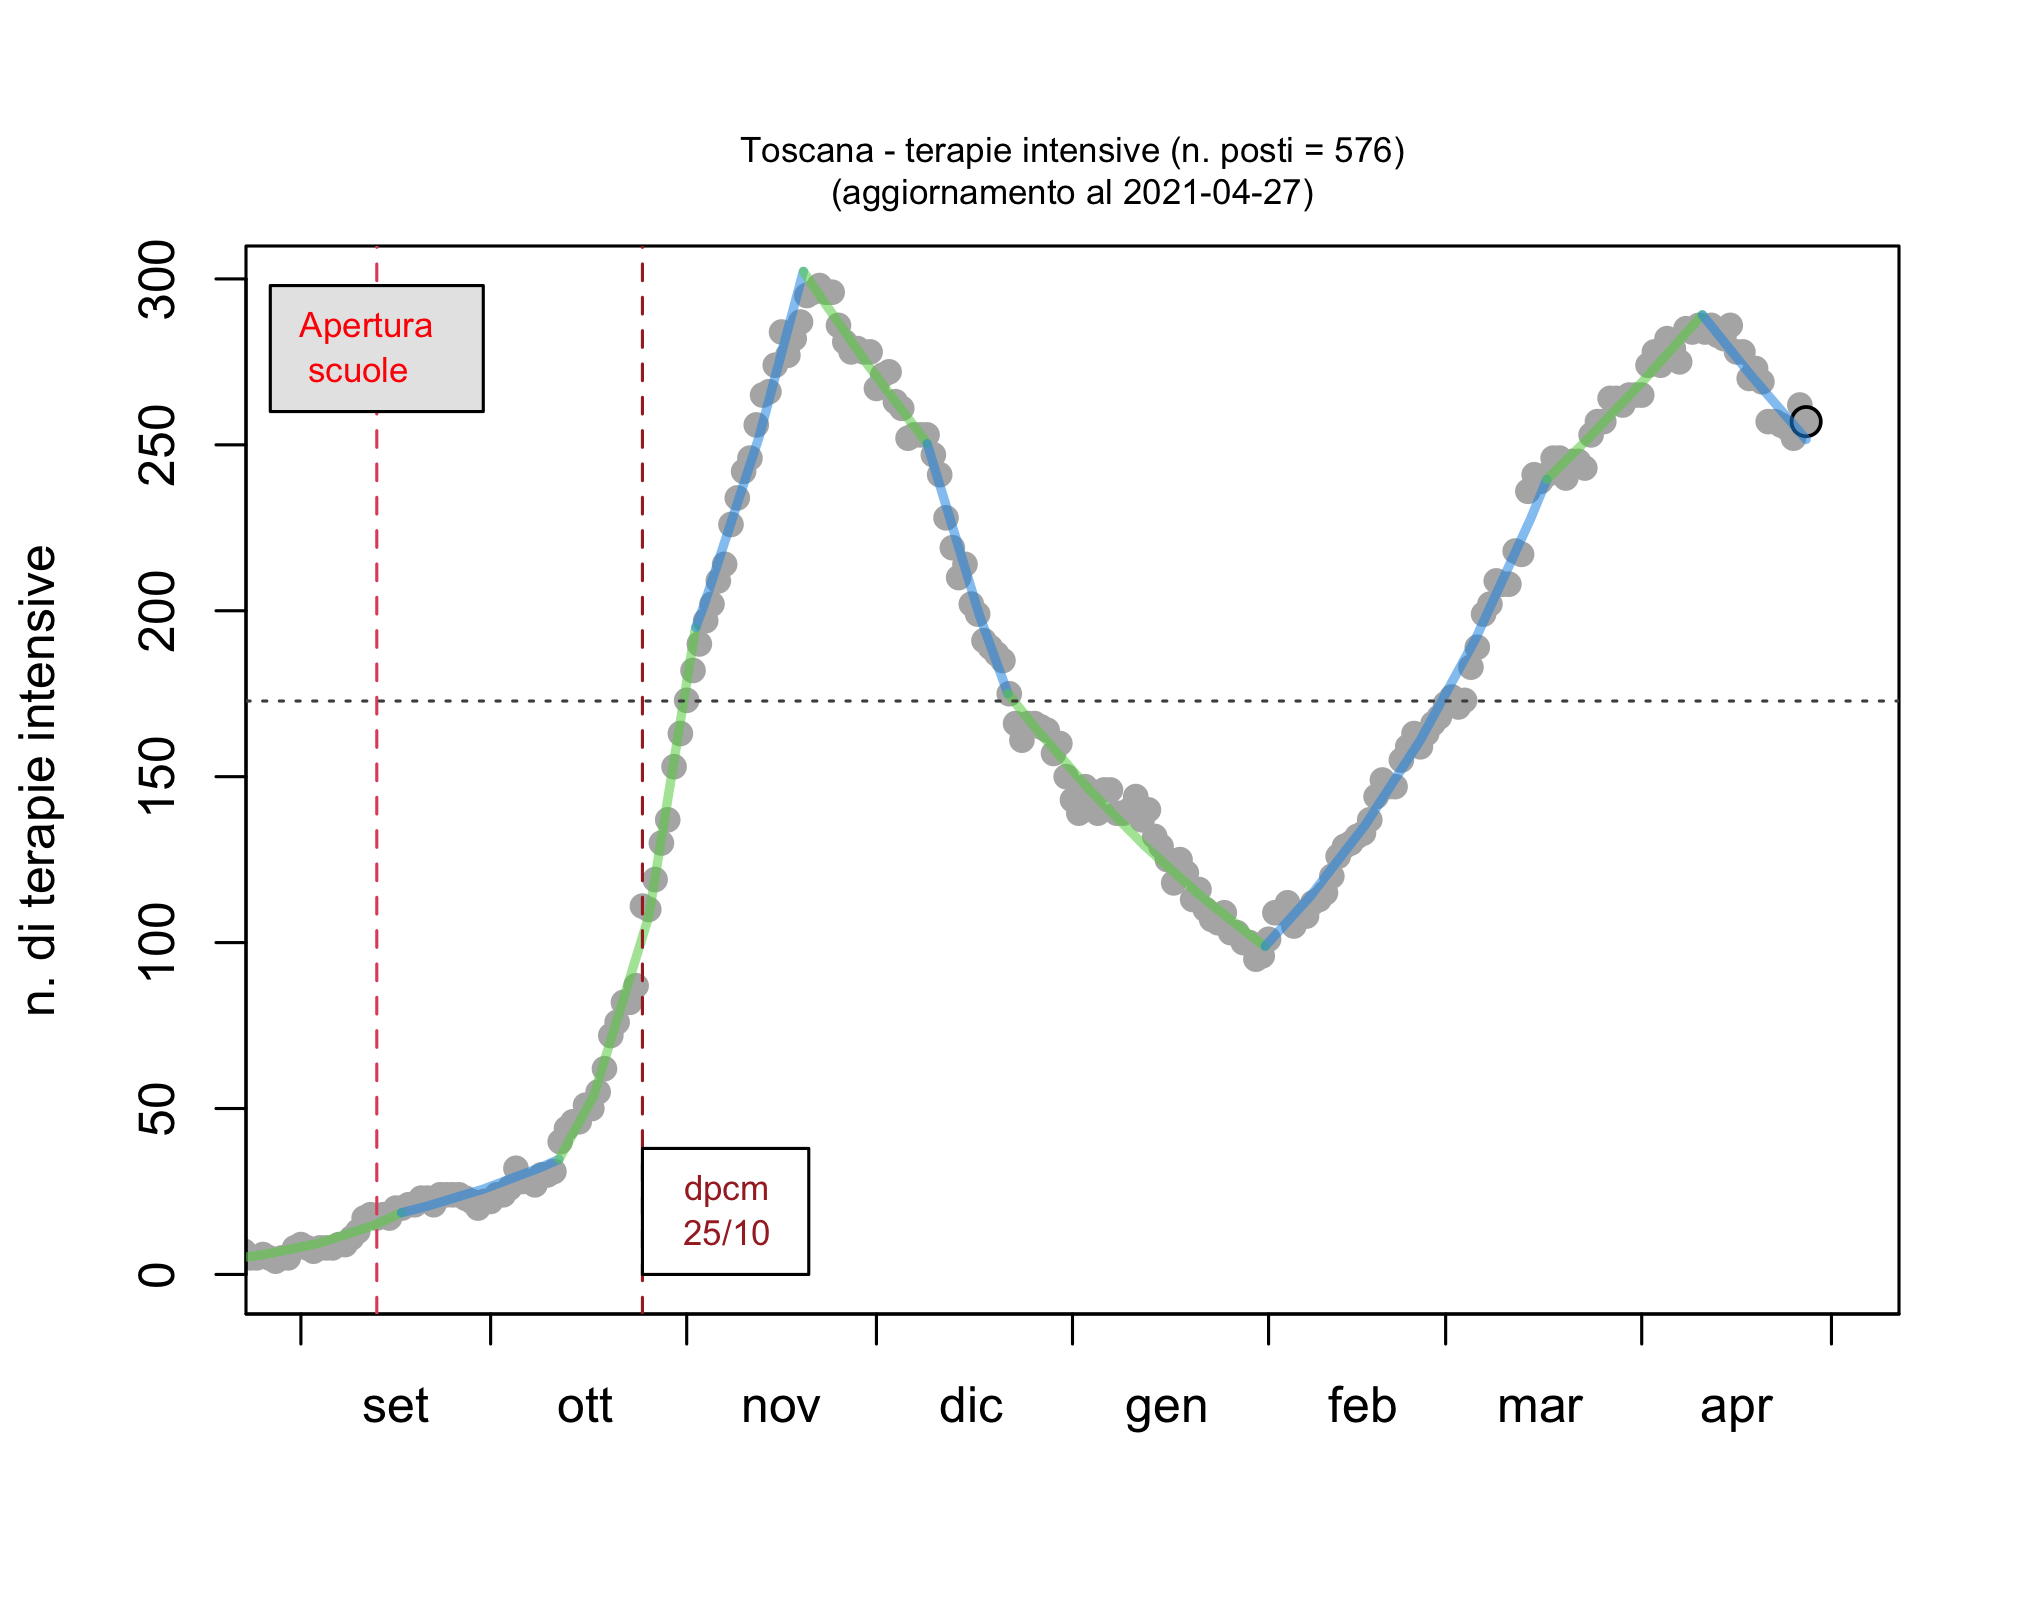 Toscana - terapie intensive (n. posti = 576)
(aggiornamento al 2021-04-27)
n. di terapie intensive
300
250
200
150
100
50
0
Apertura
scuole
dpcm
25/10
set ott nov dic gen feb mar apr